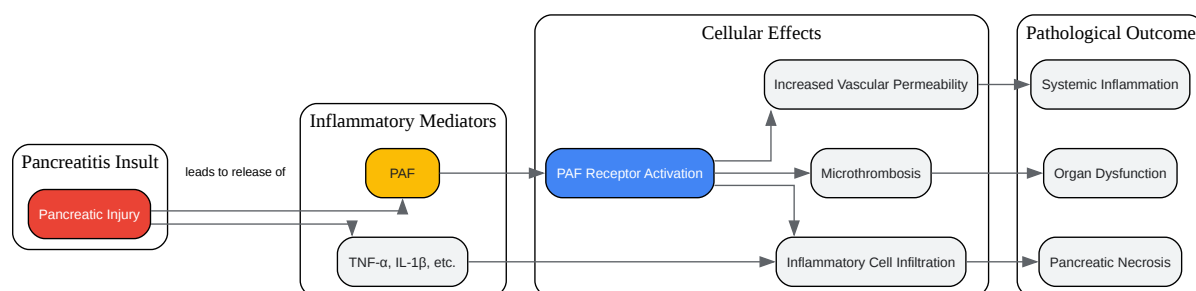 Pancreatitis Insult
Pancreatic Injury
leads to release of
Inflammatory Mediators
PAF
TNF-α, IL-1β, etc.
Cellular Effects
PAF Receptor Activation
Increased Vascular Permeability
Microthrombosis
Inflammatory Cell Infiltration
Pathological Outcome
Systemic Inflammation
Organ Dysfunction
Pancreatic Necrosis